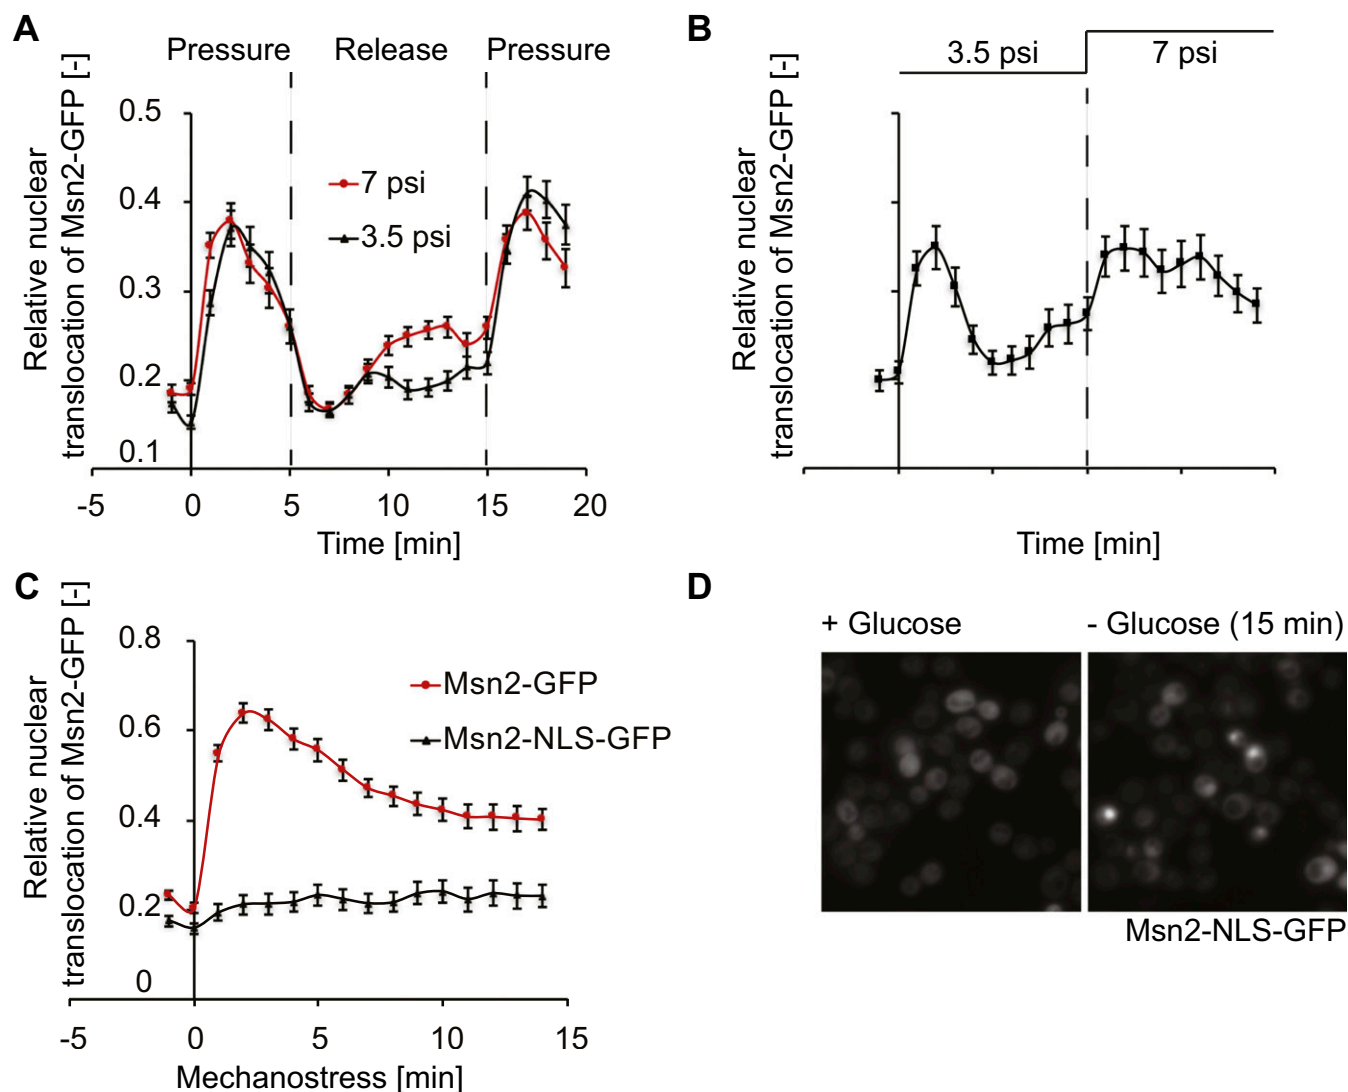 A
Pressure Release Pressure
Relative nuclear
translocation of Msn2-GFP [-]
0.5
0.4
0.3
0.2
0.1
7 psi
3.5 psi
-5 0 5 10 15 20
Time [min]
B
3.5 psi 7 psi
Relative nuclear
translocation of Msn2-GFP [-]
Time [min]
C
Relative nuclear
translocation of Msn2-GFP [-]
0.8
0.6
0.4
0.2
0
Msn2-GFP
Msn2-NLS-GFP
-5 0 5 10 15
Mechanostress [min]
D
+ Glucose - Glucose (15 min)
Msn2-NLS-GFP